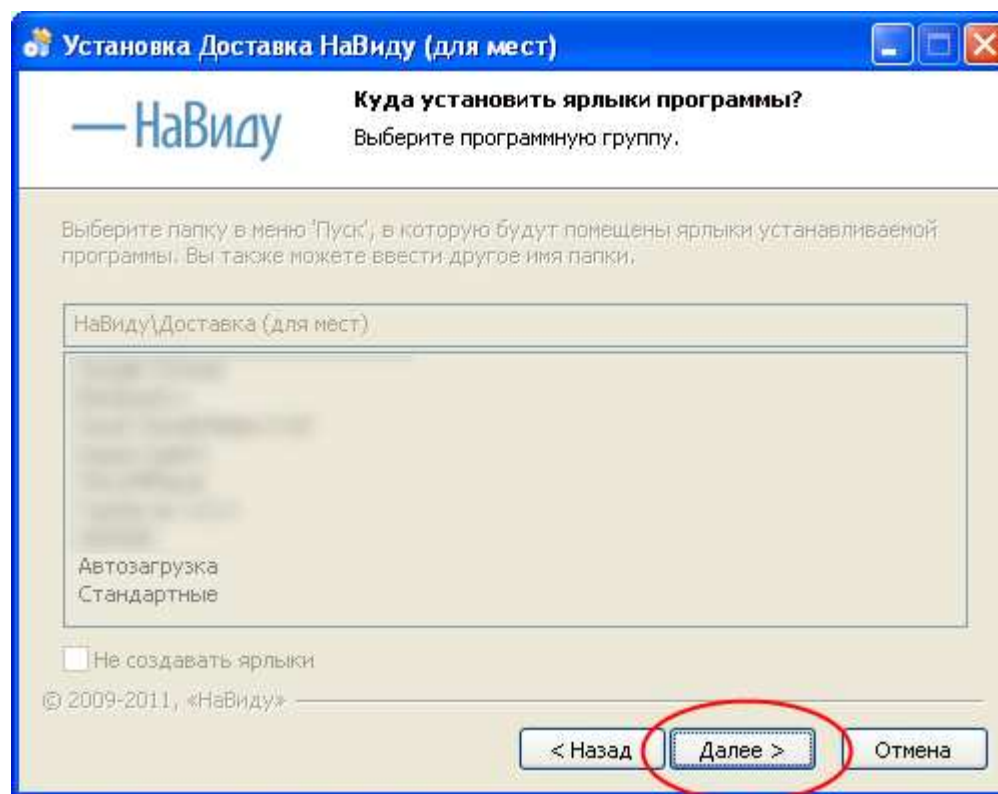 Установка Доставка НаВиду (для мест)
— НаВиду
Куда установить ярлыки программы?
Выберите программную группу.
Выберите папку в меню 'Пуск', в которую будут помещены ярлыки устанавливаемой
программы. Вы также можете ввести другое имя папки.
НаВиду\Доставка (для мест)
Автозагрузка
Стандартные
Не создавать ярлыки
© 2009-2011, «НаВиду»
< Назад
Далее >
Отмена